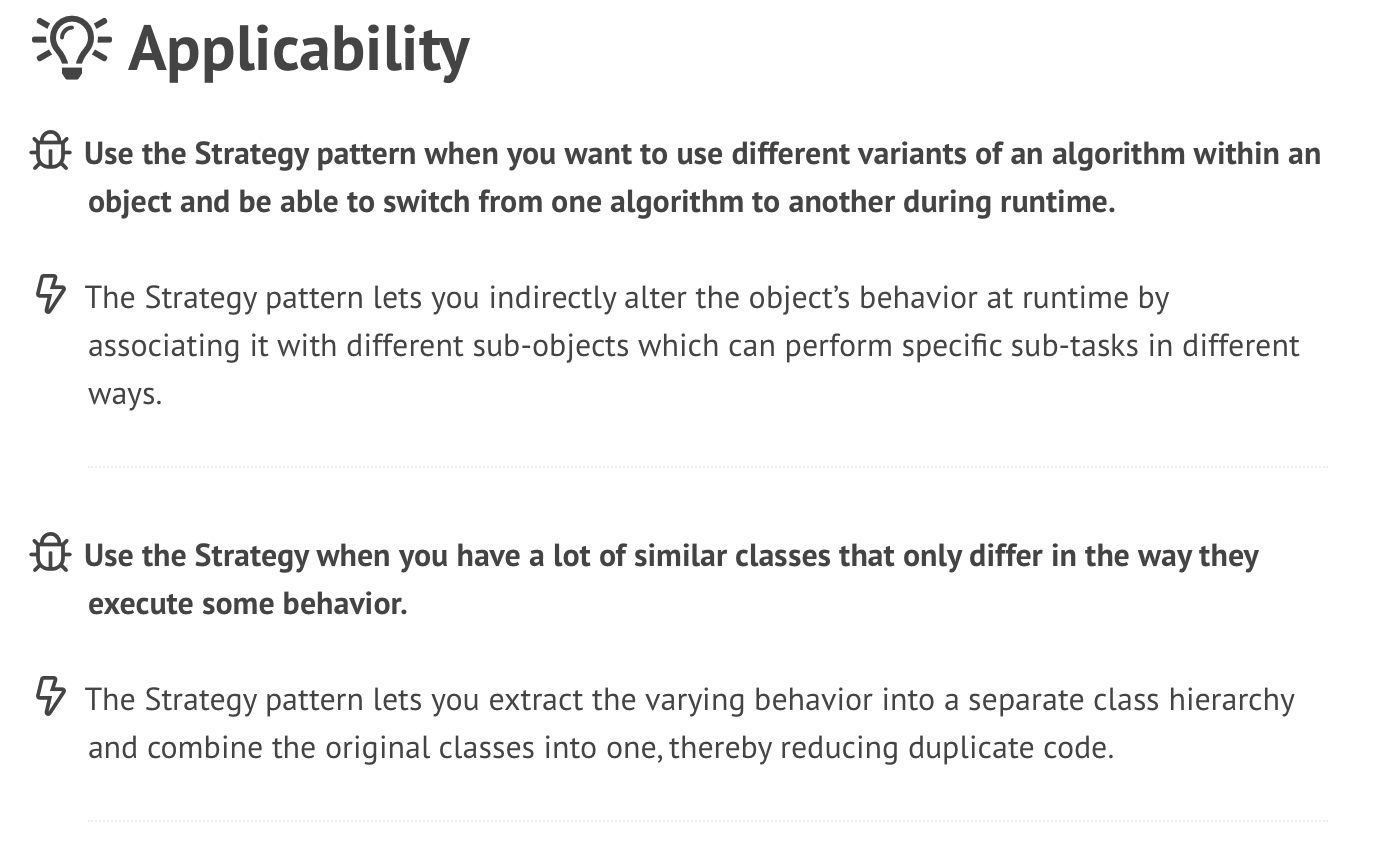 Applicability
Use the Strategy pattern when you want to use different variants of an algorithm within an
object and be able to switch from one algorithm to another during runtime.
The Strategy pattern lets you indirectly alter the object’s behavior at runtime by
associating it with different sub-objects which can perform specific sub-tasks in different
ways.
Use the Strategy when you have a lot of similar classes that only differ in the way they
execute some behavior.
The Strategy pattern lets you extract the varying behavior into a separate class hierarchy
and combine the original classes into one, thereby reducing duplicate code.